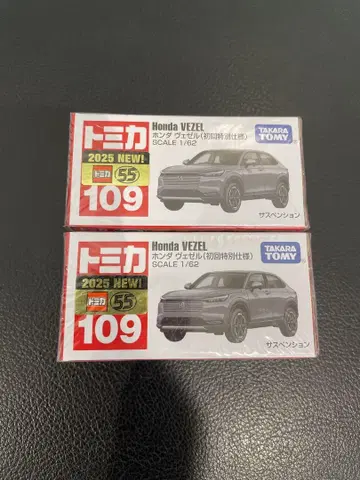 トミカ
2025 NEW!
トミカ 55
109
Honda VEZEL
ホンダ ヴェゼル(初回特別仕様)
SCALE 1/62
TAKARA
TOMY
サスペンション
トミカ
2025 NEW!
トミカ 55
109
Honda VEZEL
ホンダ ヴェゼル(初回特別仕様)
SCALE 1/62
TAKARA
TOMY
サスペンション